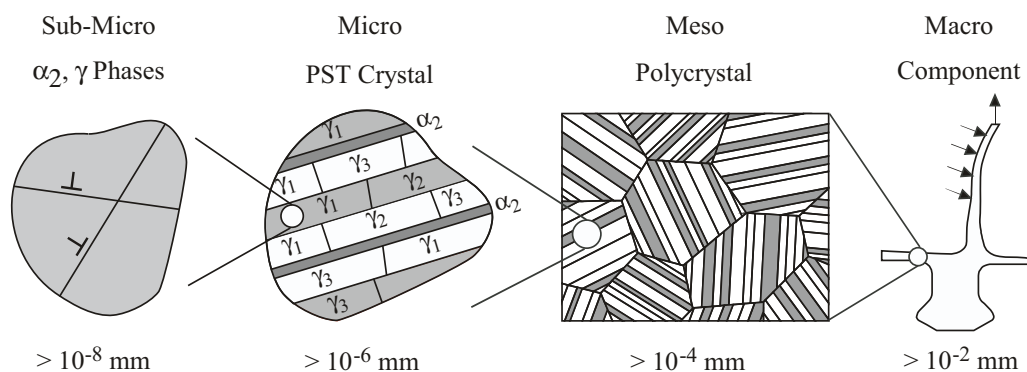 Sub-Micro
α2, γ Phases
Micro
PST Crystal
Meso
Polycrystal
Macro
Component
γ1
α2
γ1
γ3
γ1
γ2
γ2
γ3
α2
γ1
γ1
γ3
γ3
> 10-8 mm
> 10-6 mm
> 10-4 mm
> 10-2 mm